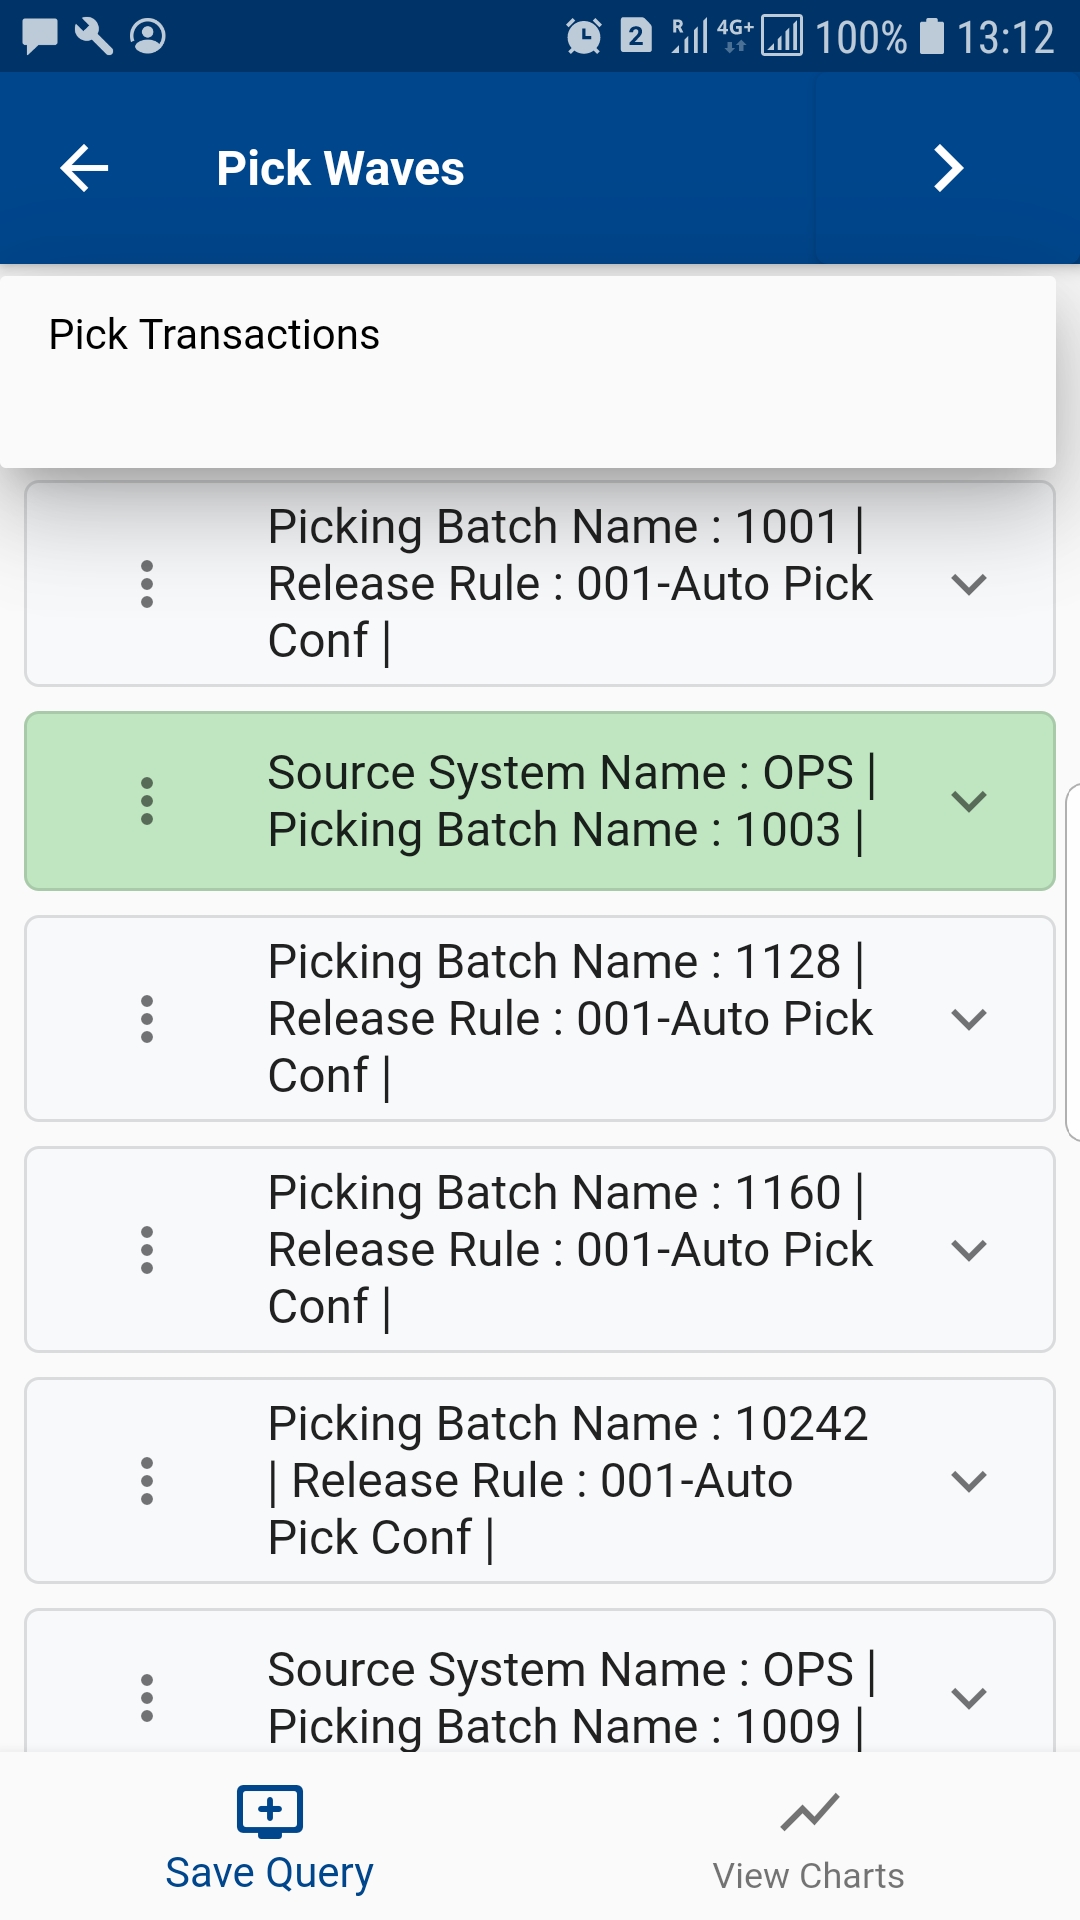 2 R 4G+ 100% 13:12
Pick Waves
Pick Transactions
Picking Batch Name : 1001 |
Release Rule : 001-Auto Pick
Conf |
Source System Name : OPS |
Picking Batch Name : 1003 |
Picking Batch Name : 1128 |
Release Rule : 001-Auto Pick
Conf |
Picking Batch Name : 1160 |
Release Rule : 001-Auto Pick
Conf |
Picking Batch Name : 10242
| Release Rule : 001-Auto
Pick Conf |
Source System Name : OPS |
Picking Batch Name : 1009 |
Save Query
View Charts